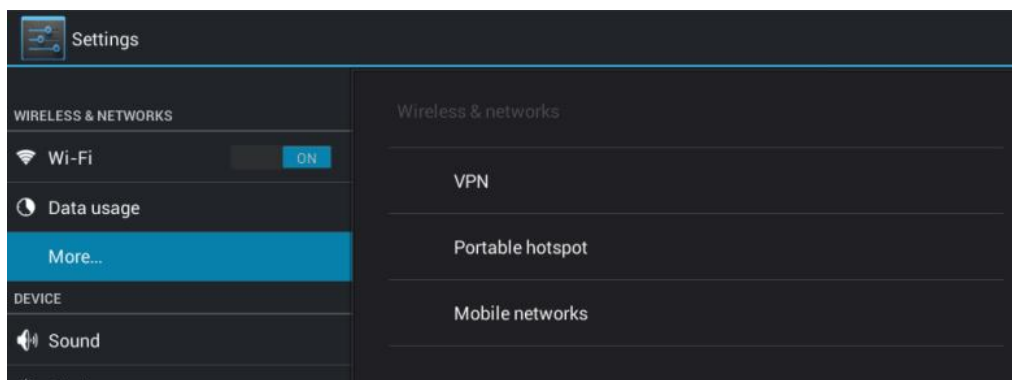 Settings
WIRELESS & NETWORKS
Wi-Fi ON
Data usage
More...
DEVICE
Sound
Wireless & networks
VPN
Portable hotspot
Mobile networks